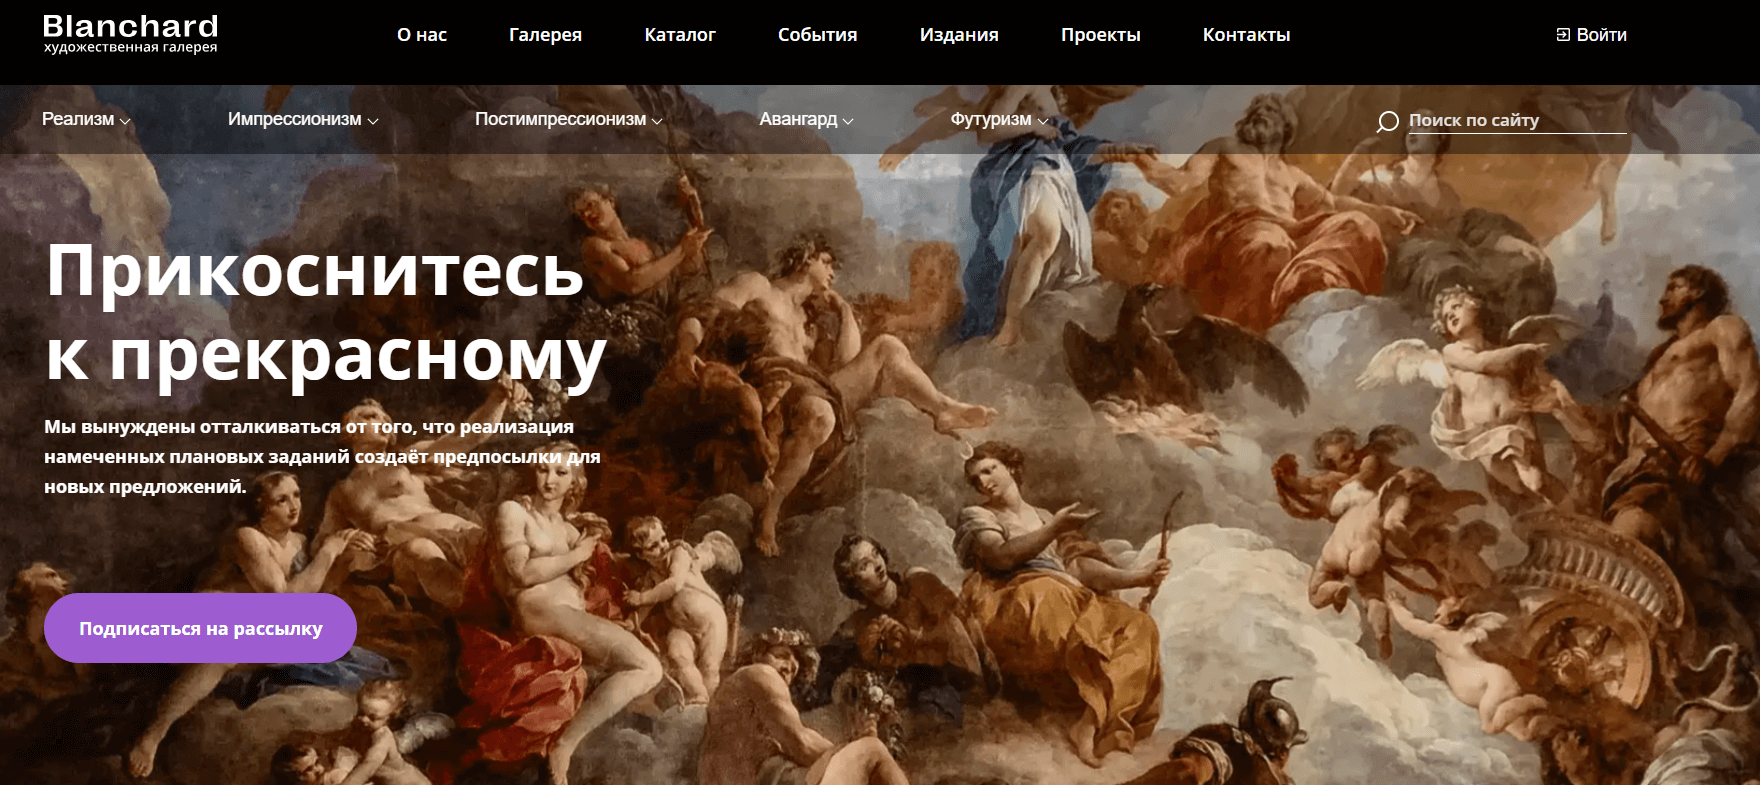 Blanchard
художественная галерея
О нас Галерея Каталог События Издания Проекты Контакты Войти
Реализм Импрессионизм Постимпрессионизм Авангард Футуризм Поиск по сайту
Прикоснитесь
к прекрасному
Мы вынуждены отталкиваться от того, что реализация
намеченных плановых заданий создаёт предпосылки для
новых предложений.
Подписаться на рассылку